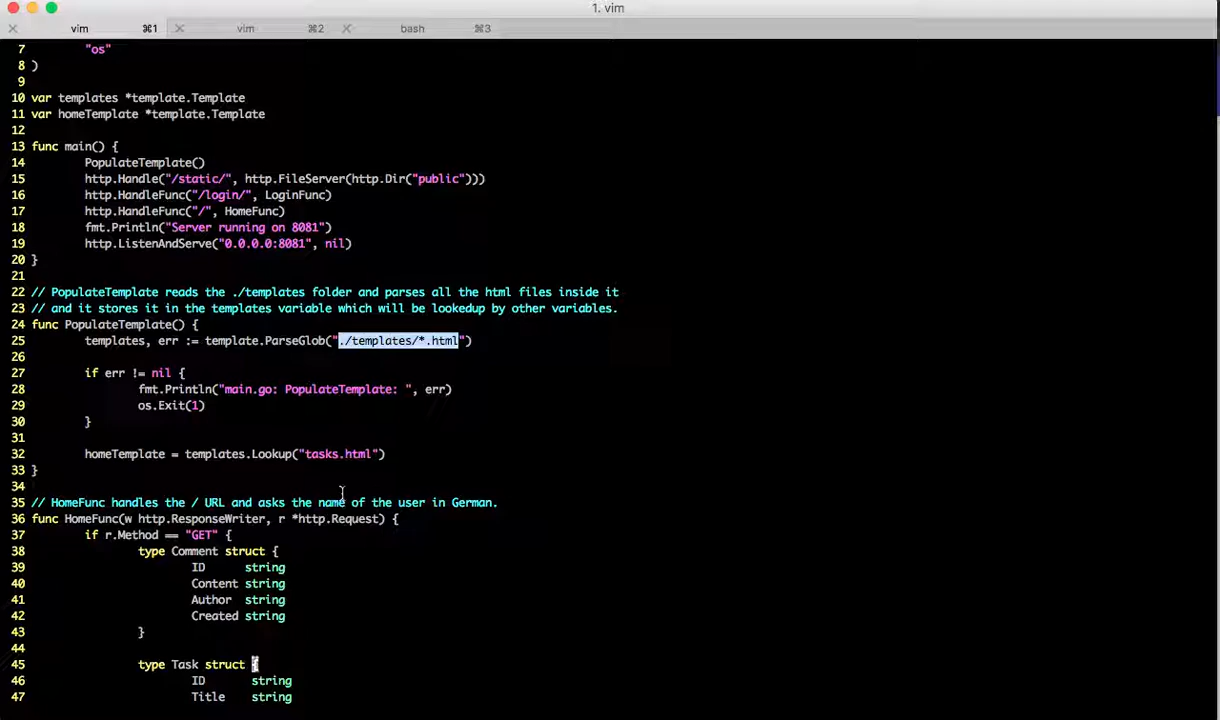 1. vim
vim ⌘1 vim ⌘2 bash ⌘3
7 "os"
8 )
9
10 var templates *template.Template
11 var homeTemplate *template.Template
12
13 func main() {
14 PopulateTemplate()
15 http.Handle("/static/", http.FileServer(http.Dir("public")))
16 http.HandleFunc("/login/", LoginFunc)
17 http.HandleFunc("/", HomeFunc)
18 fmt.Println("Server running on 8081")
19 http.ListenAndServe("0.0.0.0:8081", nil)
20 }
21
22 // PopulateTemplate reads the ./templates folder and parses all the html files inside it
23 // and it stores it in the templates variable which will be lookedup by other variables.
24 func PopulateTemplate() {
25 templates, err := template.ParseGlob("./templates/*.html")
26
27 if err != nil {
28 fmt.Println("main.go: PopulateTemplate: ", err)
29 os.Exit(1)
30 }
31
32 homeTemplate = templates.Lookup("tasks.html")
33 }
34
35 // HomeFunc handles the / URL and asks the name of the user in German.
36 func HomeFunc(w http.ResponseWriter, r *http.Request) {
37 if r.Method == "GET" {
38 type Comment struct {
39 ID string
40 Content string
41 Author string
42 Created string
43 }
44
45 type Task struct {
46 ID string
47 Title string